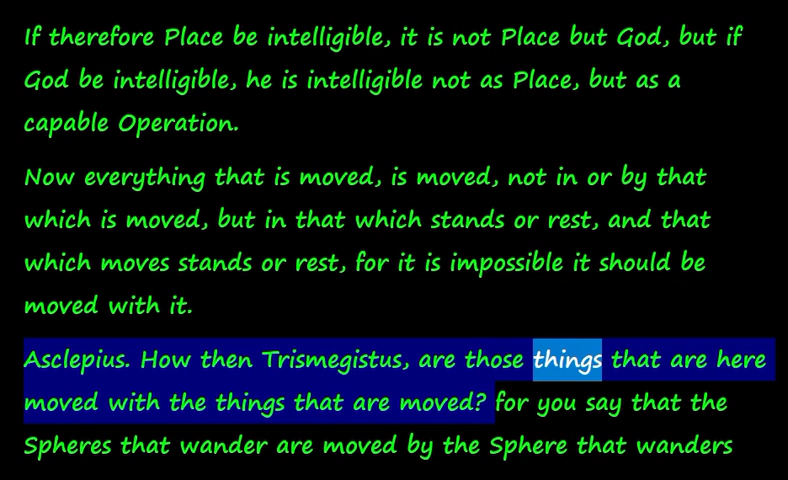 If therefore Place be intelligible, it is not Place but God, but if
God be intelligible, he is intelligible not as Place, but as a
capable Operation.
Now everything that is moved, is moved, not in or by that
which is moved, but in that which stands or rest, and that
which moves stands or rest, for it is impossible it should be
moved with it.
Asclepius. How then Trismegistus, are those things that are here
moved with the things that are moved? for you say that the
Spheres that wander are moved by the Sphere that wanders